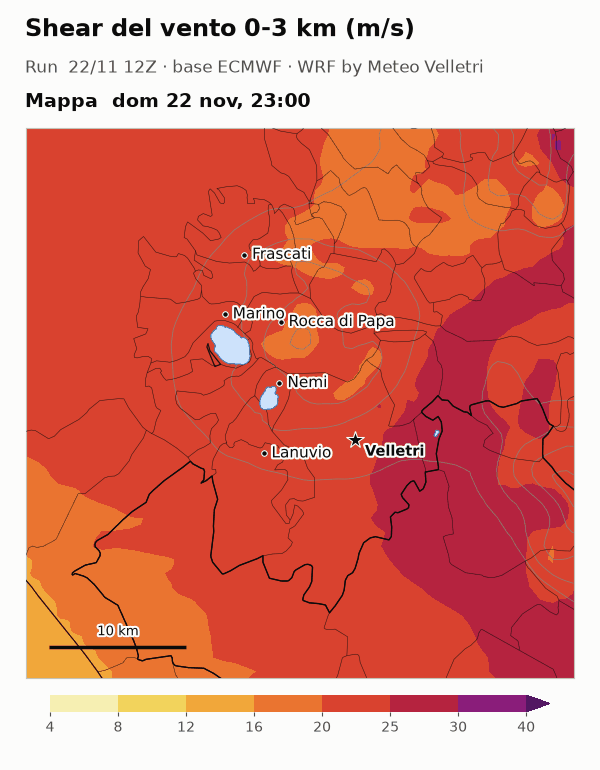 Shear del vento 0-3 km (m/s)
Run  22/11 12Z · base ECMWF · WRF by Meteo Velletri
Mappa  dom 22 nov, 23:00
Frascati
Marino
Rocca di Papa
Nemi
Velletri
Lanuvio
10 km
4 8 12 16 20 25 30 40